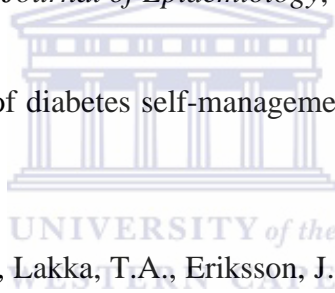 Journal of Epidemiology,
of diabetes self-manageme
UNIVERSITY of the
, Lakka, T.A., Eriksson, J.
WESTERN CAPE